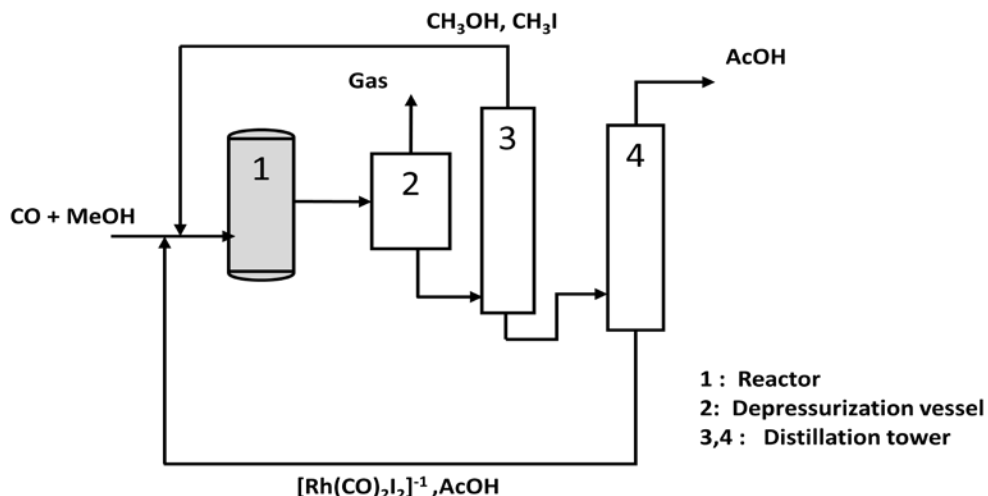 CH₃OH, CH₃I
AcOH
Gas
3
1
4
2
CO + MeOH
1 : Reactor
2: Depressurization vessel
3,4 : Distillation tower
[Rh(CO)₂I₂]⁻¹ ,AcOH